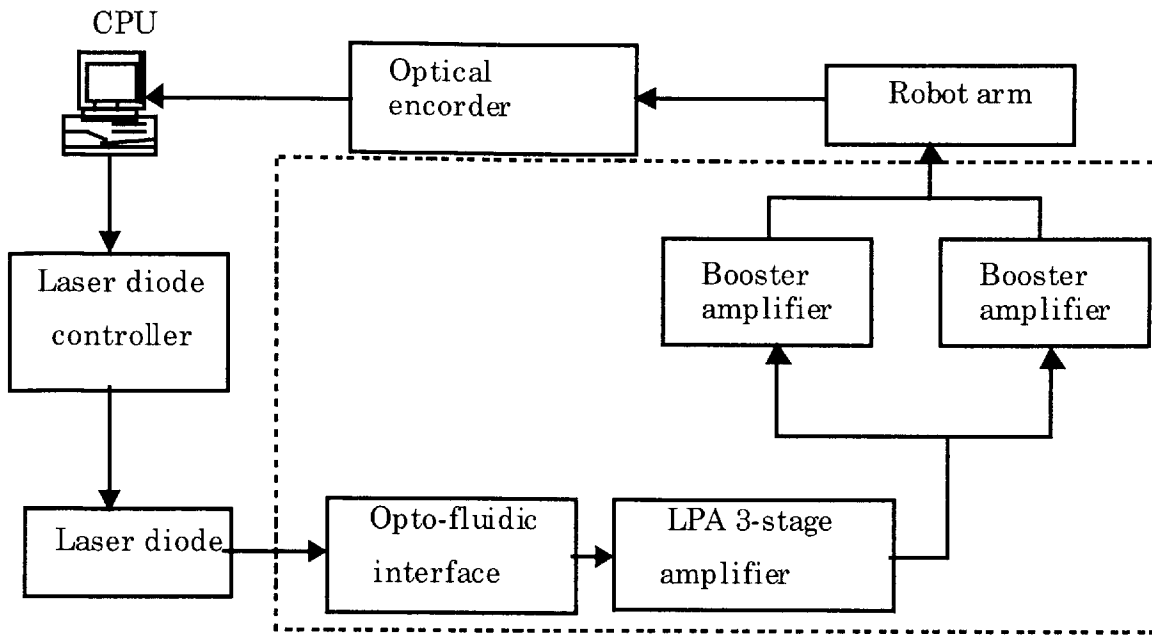 CPU
Optical
encorder
Robot arm
Laser diode
controller
Booster
amplifier
Booster
amplifier
Laser diode
Opto-fluidic
interface
LPA 3-stage
amplifier